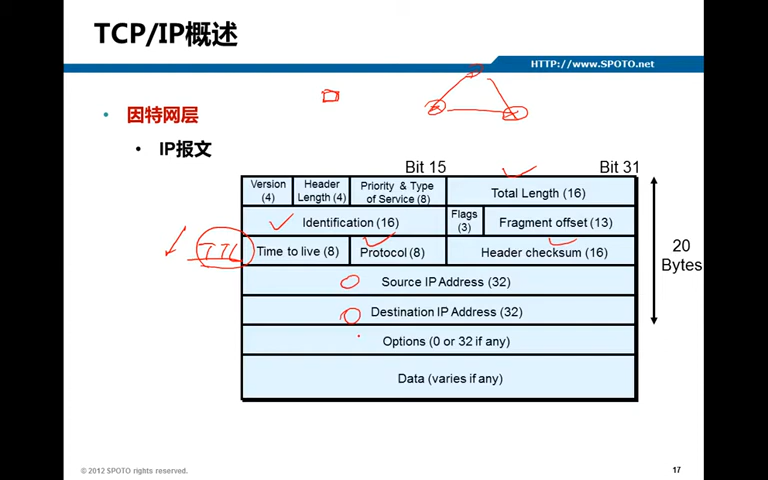 TCP/IP概述
HTTP://www.SPOTO.net
• 因特网层
• IP报文
Bit 15 Bit 31
Version (4) Header Length (4) Priority & Type of Service (8) Total Length (16)
Identification (16) Flags (3) Fragment offset (13)
TTL Time to live (8) Protocol (8) Header checksum (16)
Source IP Address (32)
Destination IP Address (32)
Options (0 or 32 if any)
Data (varies if any)
20 Bytes
© 2012 SPOTO rights reserved.
17